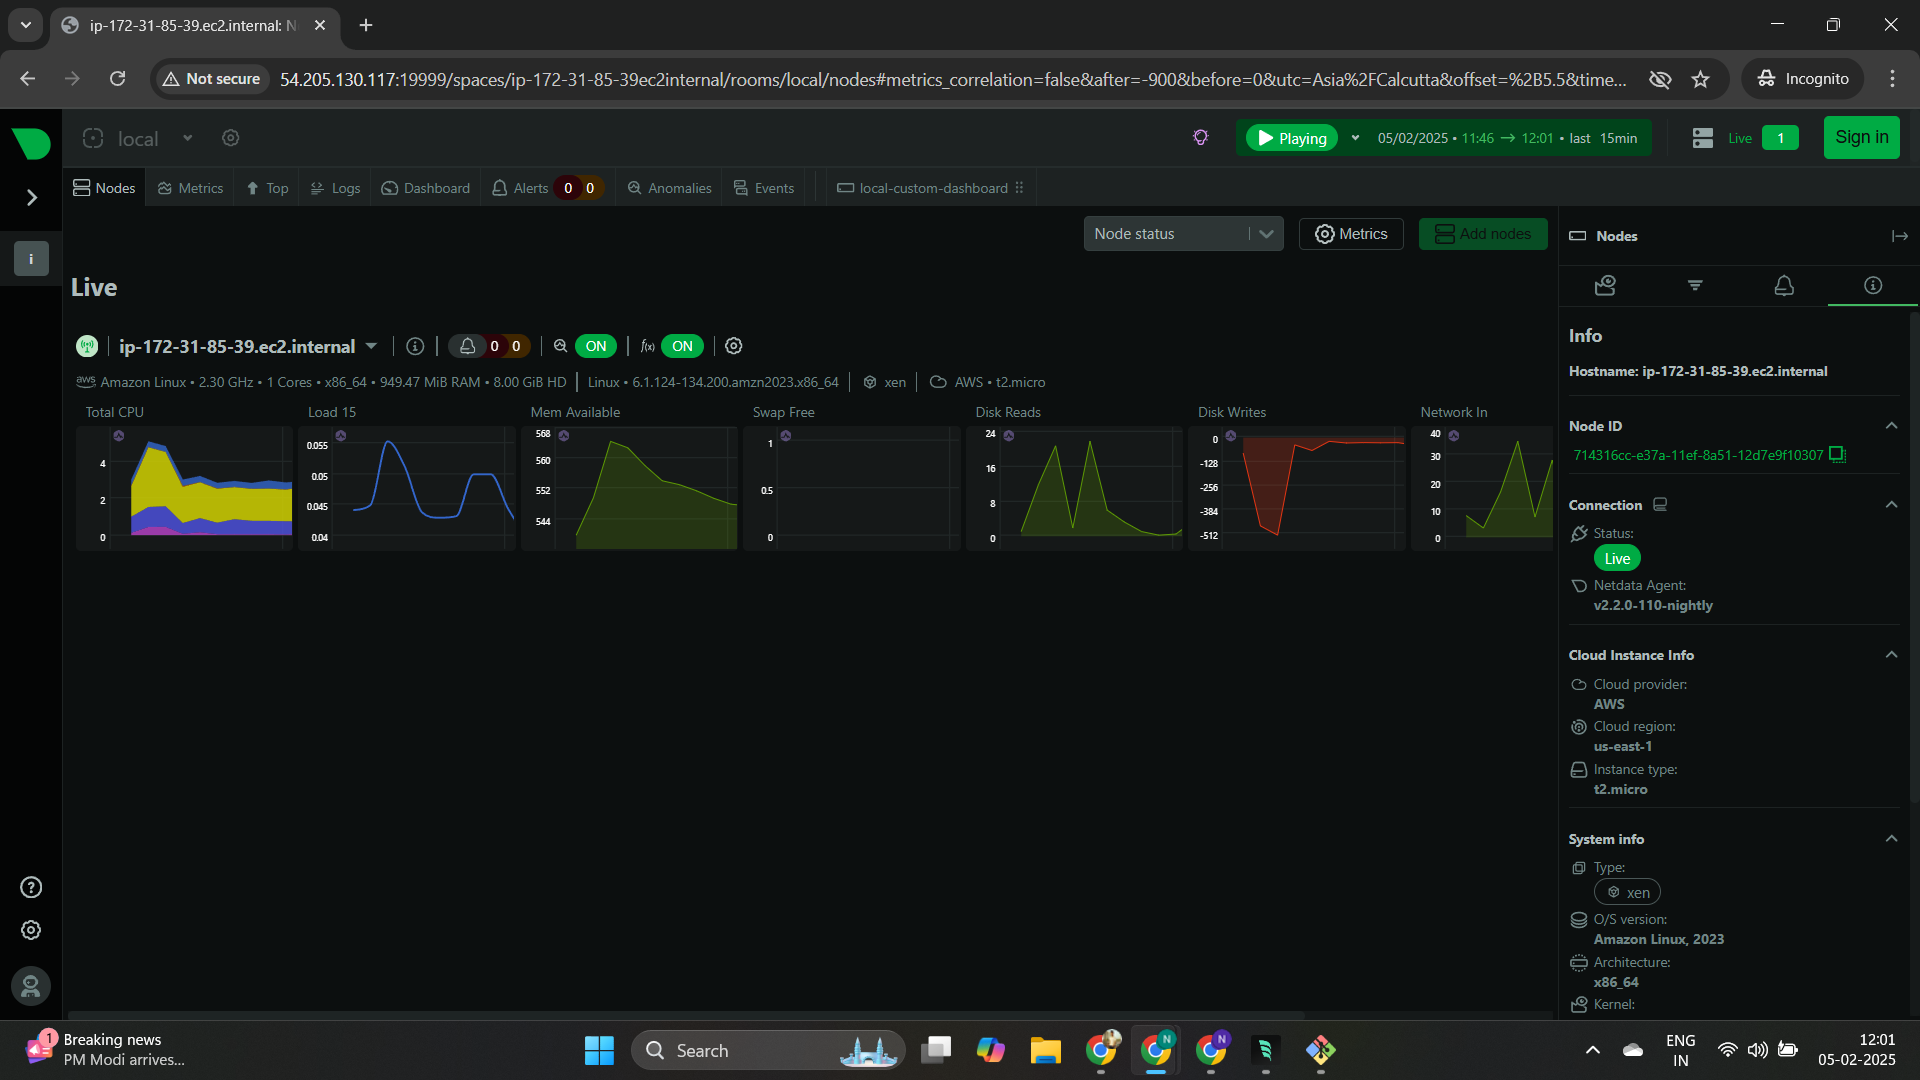 ip-172-31-85-39.ec2.internal: N
Not secure
54.205.130.117:19999/spaces/ip-172-31-85-39ec2internal/rooms/local/nodes#metrics_correlation=false&after=-900&before=0&utc=Asia%2FCalcutta&offset=%2B5.5&time...
Incognito
local
Playing
05/02/2025 • 11:46 → 12:01 • last 15min
Live 1
Sign in
Nodes
Metrics
Top
Logs
Dashboard
Alerts 0 0
Anomalies
Events
local-custom-dashboard
Node status
Metrics
Add nodes
i
Live
ip-172-31-85-39.ec2.internal
0 0
ON
f(x) ON
aws Amazon Linux • 2.30 GHz • 1 Cores • x86_64 • 949.47 MiB RAM • 8.00 GiB HD
Linux • 6.1.124-134.200.amzn2023.x86_64
xen
AWS • t2.micro
Total CPU
4
2
0
Load 15
0.055
0.05
0.05
0.045
0.04
Mem Available
568
560
552
544
Swap Free
1
0.5
0
Disk Reads
24
16
8
0
Disk Writes
0
-128
-256
-384
-512
Network In
40
30
20
10
0
Nodes
Info
Hostname: ip-172-31-85-39.ec2.internal
Node ID
714316cc-e37a-11ef-8a51-12d7e9f10307
Connection
Status:
Live
Netdata Agent:
v2.2.0-110-nightly
Cloud Instance Info
Cloud provider:
AWS
Cloud region:
us-east-1
Instance type:
t2.micro
System info
Type:
xen
O/S version:
Amazon Linux, 2023
Architecture:
x86_64
Kernel:
1
Breaking news
PM Modi arrives...
Search
N
N
ENG
IN
12:01
05-02-2025